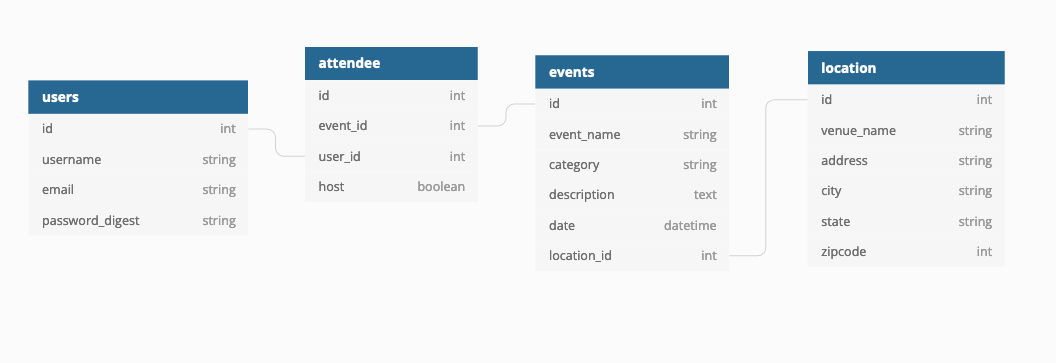 users
id int
username string
email string
password_digest string
attendee
id int
event_id int
user_id int
host boolean
events
id int
event_name string
category string
description text
date datetime
location_id int
location
id int
venue_name string
address string
city string
state string
zipcode int